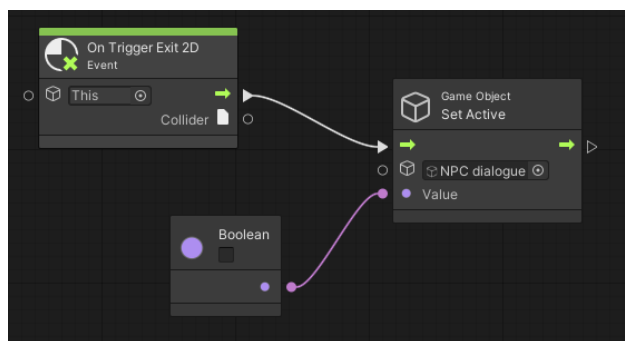 On Trigger Exit 2D
Event
This
Collider
Game Object
Set Active
NPC dialogue
Value
Boolean